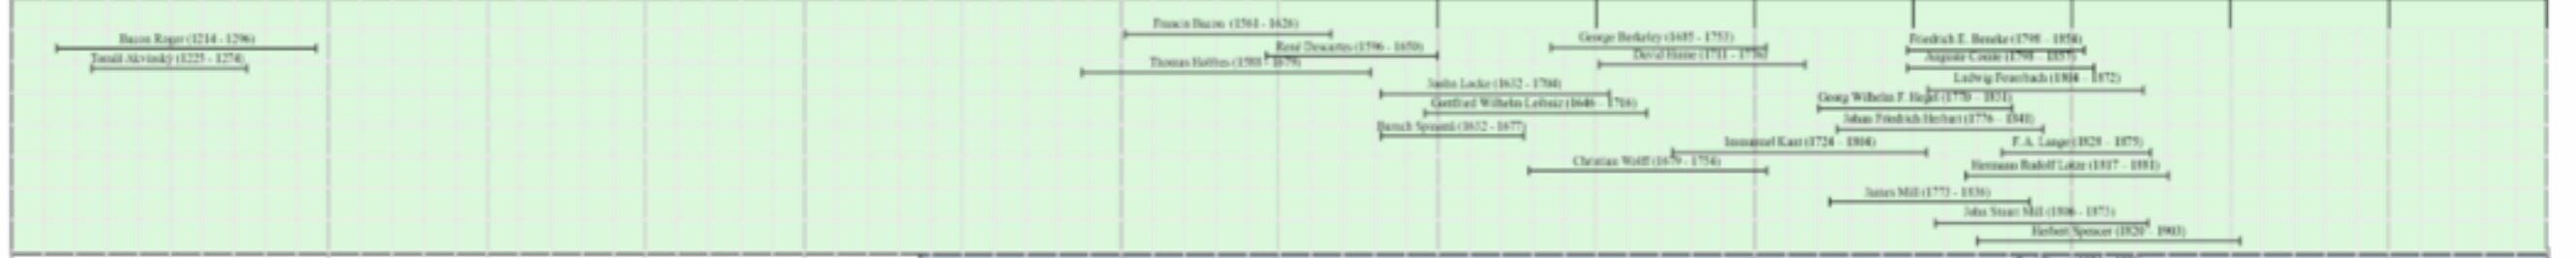 Francis Bacon (1561 - 1626)
Bacon Roger (1214 - 1296)
Tomáš Akvinský (1225 - 1274)
René Descartes (1596 - 1650)
Thomas Hobbes (1588 - 1679)
George Berkeley (1685 - 1753)
David Hume (1711 - 1776)
Friedrich E. Beneke (1798 - 1854)
Auguste Comte (1798 - 1857)
Ludwig Feuerbach (1804 - 1872)
John Locke (1632 - 1704)
Gottfried Wilhelm Leibniz (1646 - 1716)
Georg Wilhelm F. Hegel (1770 - 1831)
Johan Friedrich Herbart (1776 - 1841)
Baruch Spinoza (1632 - 1677)
Immanuel Kant (1724 - 1804)
F.A. Lange (1828 - 1875)
Christian Wolff (1679 - 1754)
Hermann Rudolf Lotze (1817 - 1881)
James Mill (1773 - 1836)
John Stuart Mill (1806 - 1873)
Herbert Spencer (1820 - 1903)